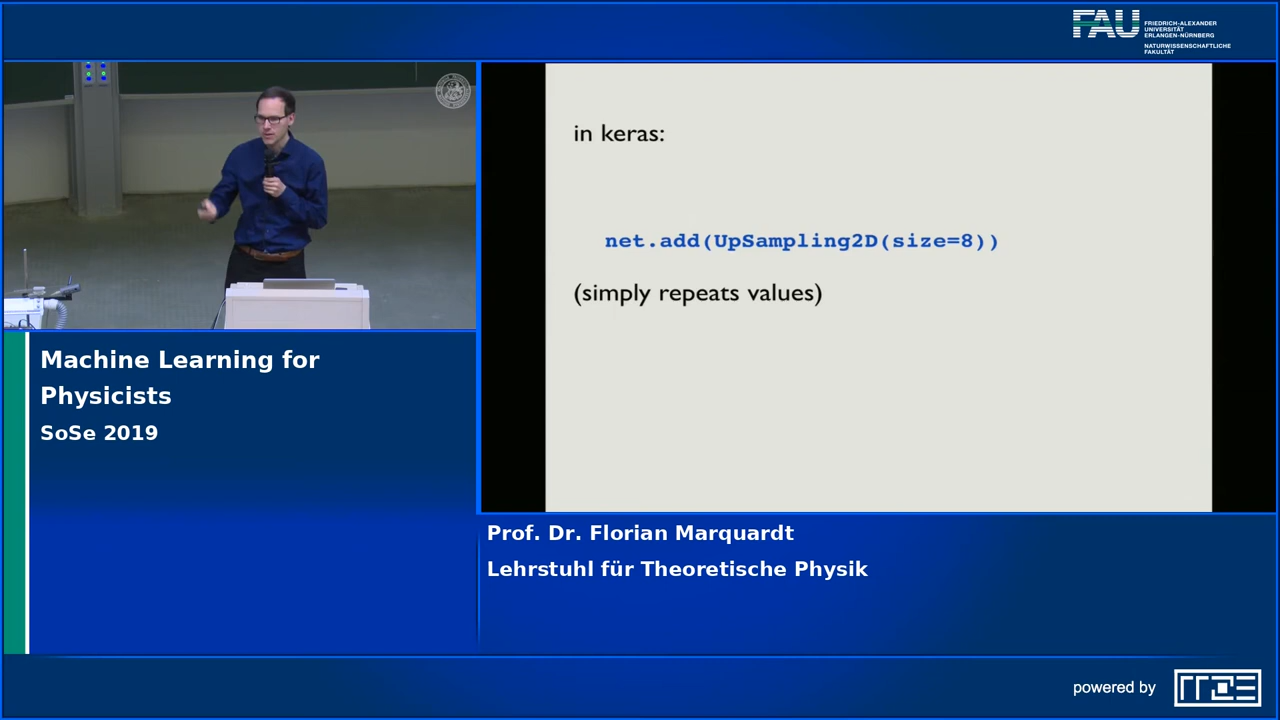 FAU
FRIEDRICH-ALEXANDER
UNIVERSITÄT
ERLANGEN-NÜRNBERG
NATURWISSENSCHAFTLICHE
FAKULTÄT
in keras:
net.add(UpSampling2D(size=8))
(simply repeats values)
Machine Learning for
Physicists
SoSe 2019
Prof. Dr. Florian Marquardt
Lehrstuhl für Theoretische Physik
powered by
rrze